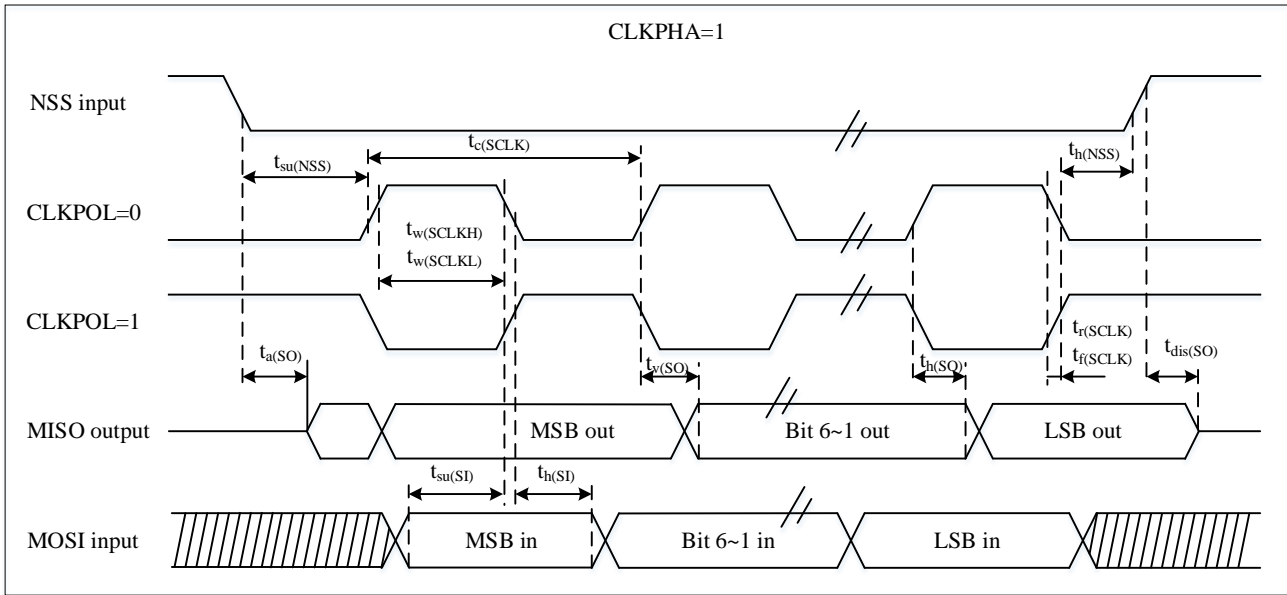 CLKPHA=1
NSS input
tc(SCLK)
tsu(NSS)
th(NSS)
CLKPOL=0
tw(SCLKH)
tw(SCLKL)
CLKPOL=1
tr(SCLK)
tf(SCLK)
ta(SO)
tv(SO)
th(SO)
tdis(SO)
MISO output
MSB out
Bit 6~1 out
LSB out
tsu(SI)
th(SI)
MOSI input
MSB in
Bit 6~1 in
LSB in